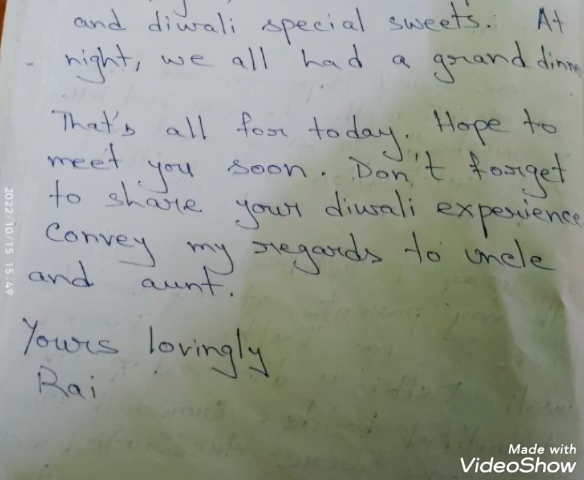 and diwali special sweets. At
night, we all had a grand dinne
That's all for today. Hope to
meet you soon. Don't forget
to share your diwali experience
Convey my regards to uncle
and aunt.
Yours lovingly
Rai
2022/10/15 15:49
Made with
VideoShow